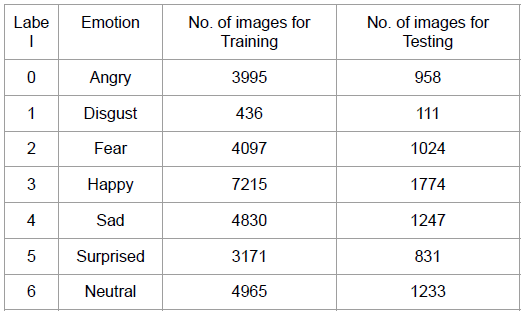 Labe Emotion No. of images for No. of images for
l Training Testing
0 Angry 3995 958
1 Disgust 436 111
2 Fear 4097 1024
3 Happy 7215 1774
4 Sad 4830 1247
5 Surprised 3171 831
6 Neutral 4965 1233